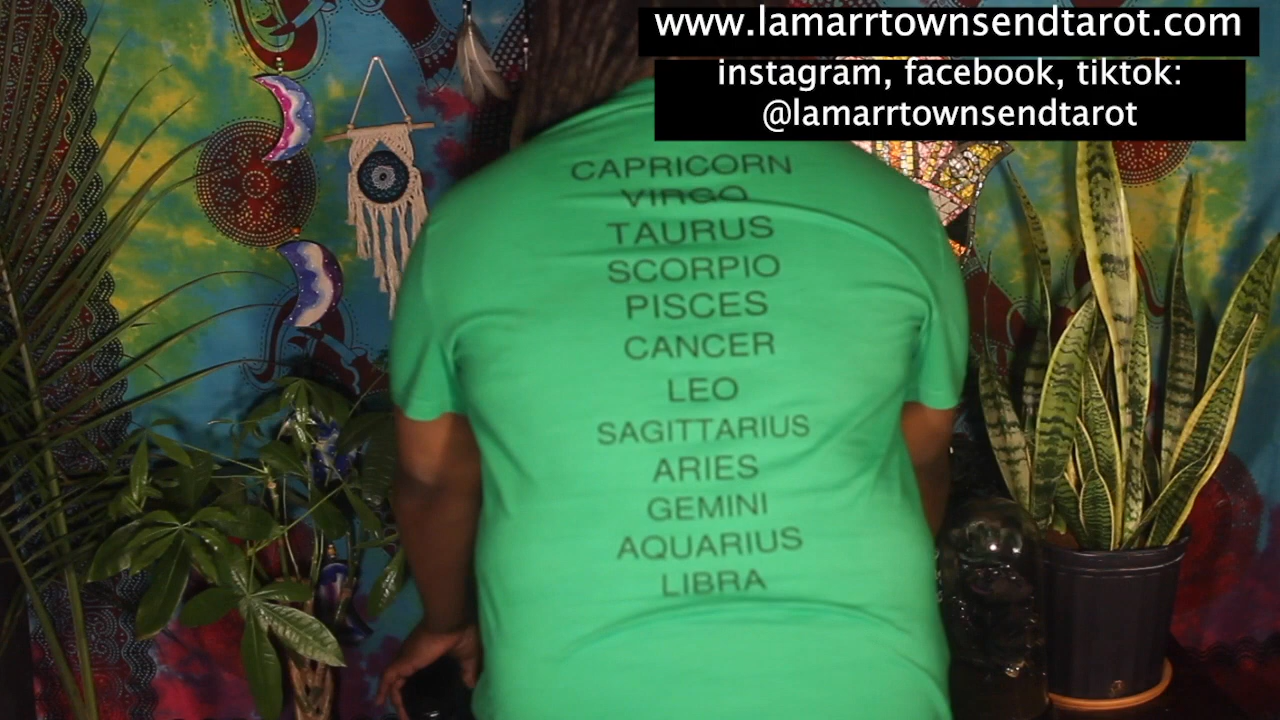 www.lamarrtownsendtarot.com
instagram, facebook, tiktok:
@lamarrtownsendtarot
CAPRICORN
VIRGO
TAURUS
SCORPIO
PISCES
CANCER
LEO
SAGITTARIUS
ARIES
GEMINI
AQUARIUS
LIBRA